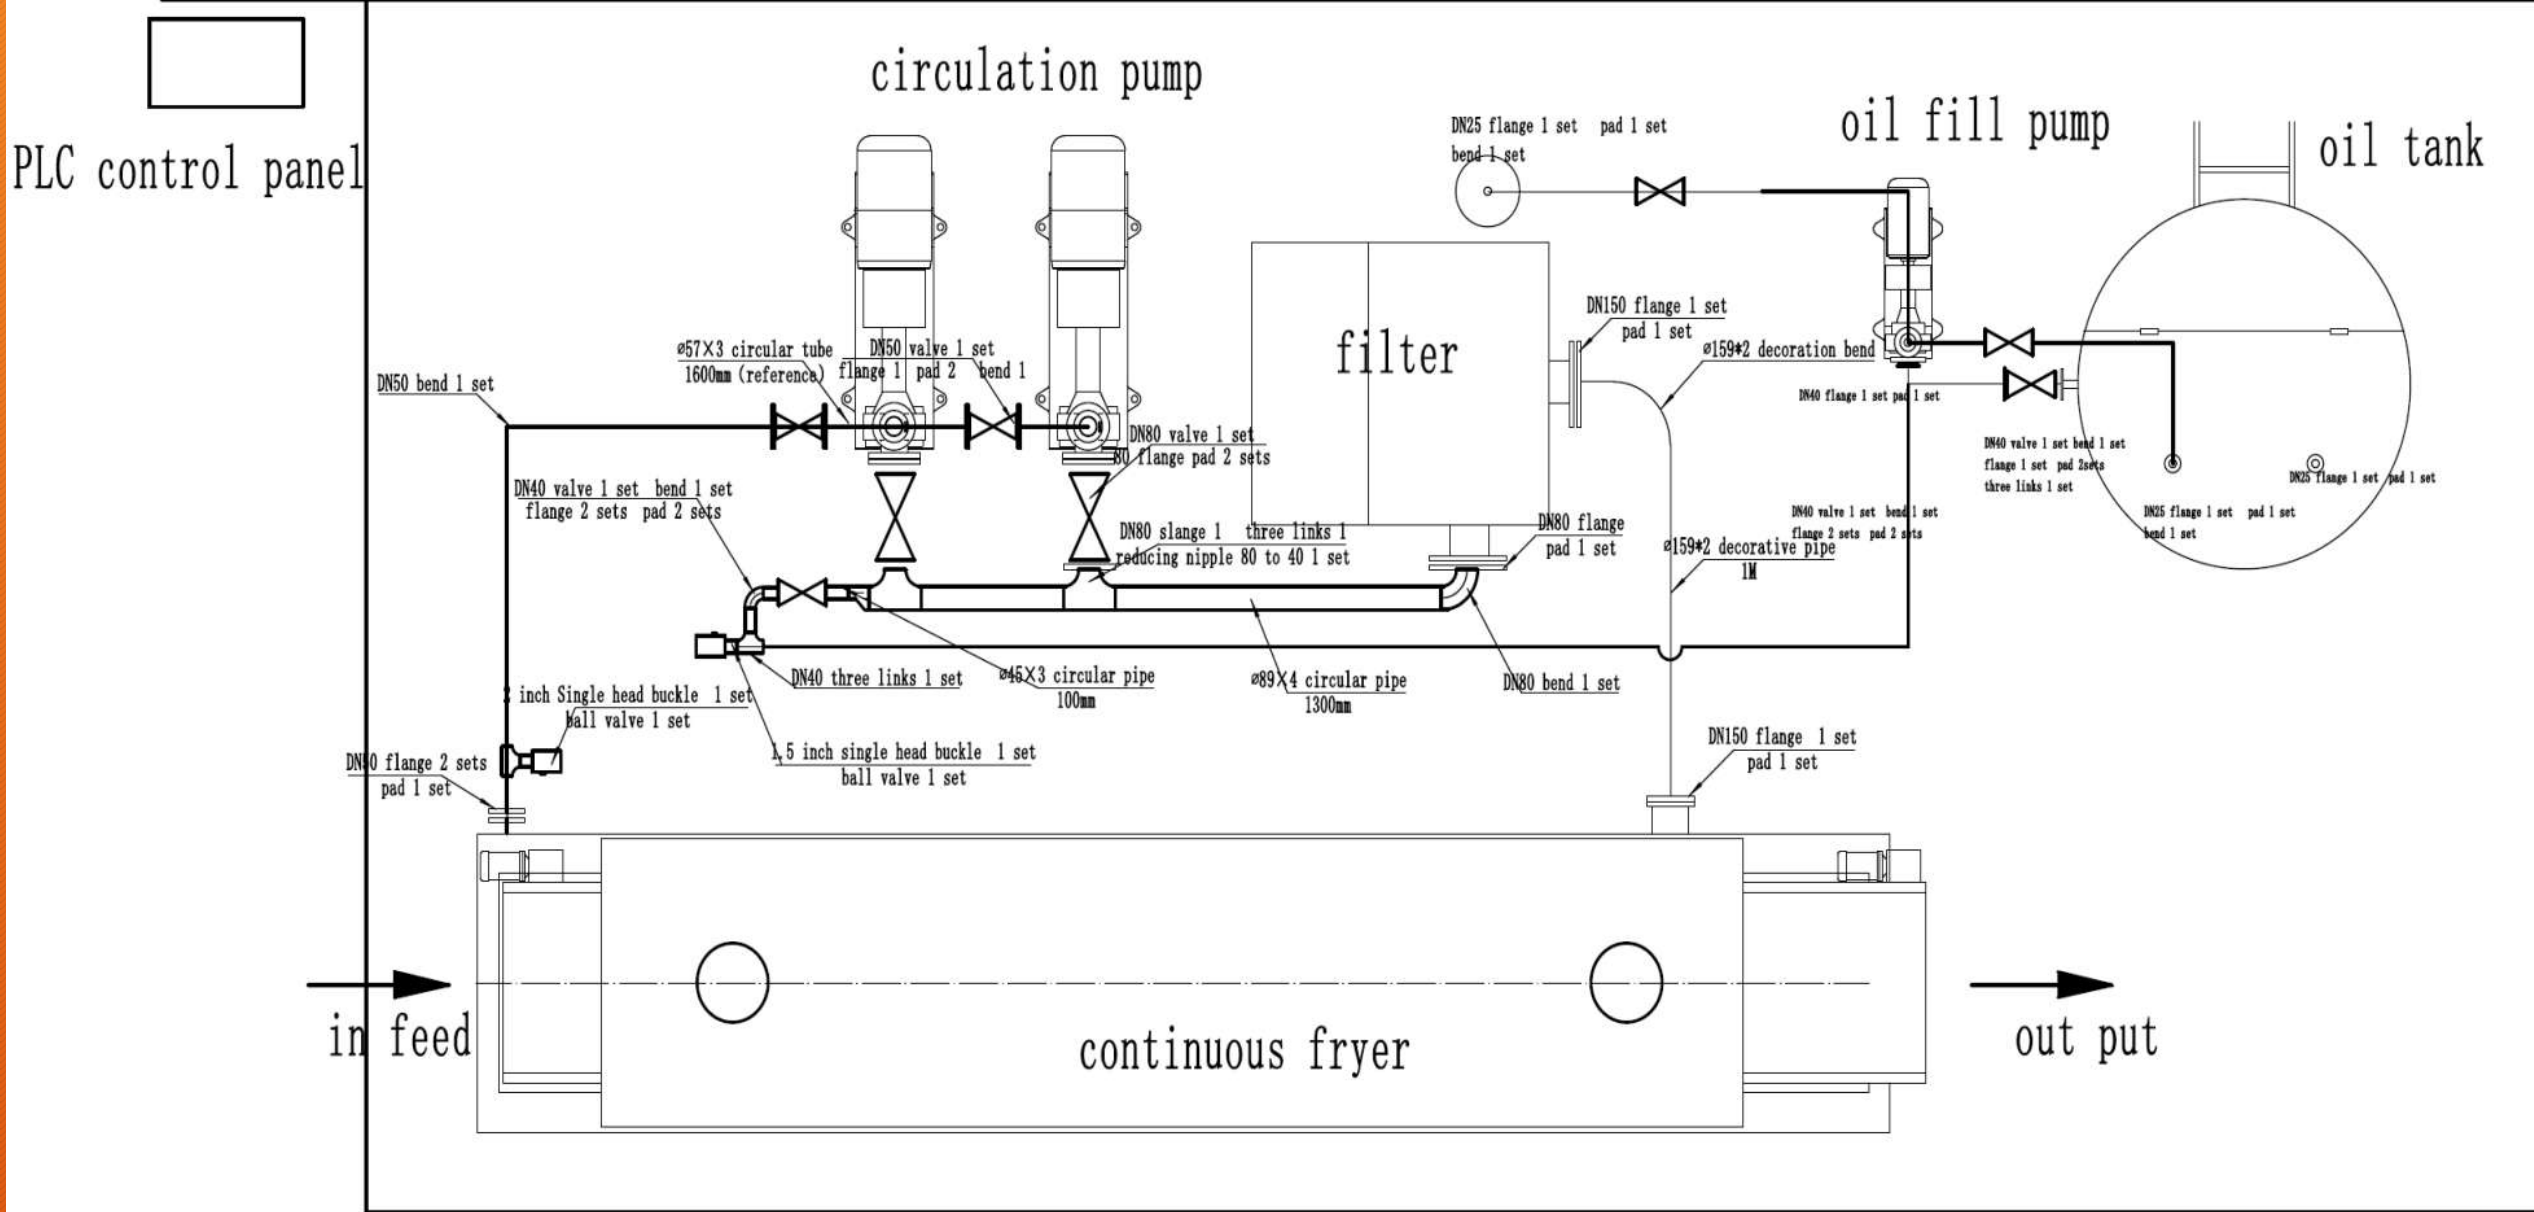 PLC control panel
circulation pump
oil fill pump
oil tank
DN25 flange 1 set pad 1 set
bend 1 set
filter
DN150 flange 1 set
pad 1 set
ø159*2 decoration bend
ø57X3 circular tube
1600mm (reference)
DN50 valve 1 set
flange 1 pad 2 bend 1
DN50 bend 1 set
DN40 flange 1 set pad 1 set
DN80 valve 1 set
80 flange pad 2 sets
DN40 valve 1 set bend 1 set
flange 1 set pad 2sets
three links 1 set
DN25 flange 1 set pad 1 set
DN40 valve 1 set bend 1 set
flange 2 sets pad 2 sets
DN25 flange 1 set pad 1 set
bend 1 set
DN40 valve 1 set bend 1 set
flange 2 sets pad 2 sets
DN80 slange 1 three links 1
reducing nipple 80 to 40 1 set
DN80 flange
pad 1 set
ø159*2 decorative pipe
1M
DN40 three links 1 set
ø45X3 circular pipe
100mm
ø89X4 circular pipe
1300mm
DN80 bend 1 set
inch Single head buckle 1 set
ball valve 1 set
1.5 inch single head buckle 1 set
ball valve 1 set
DN150 flange 1 set
pad 1 set
flange 2 sets
pad 1 set
in feed
continuous fryer
out put